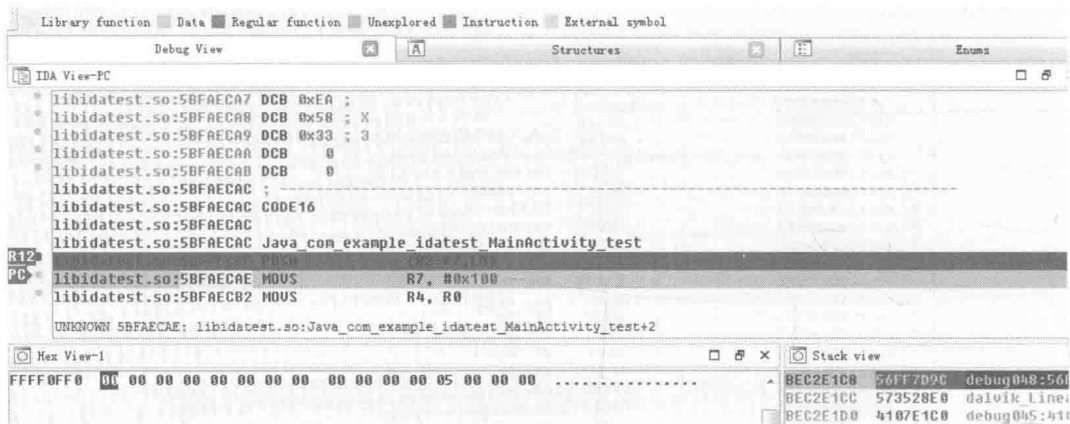 Library function Data Regular function Unexplored Instruction External symbol
Debug View A Structures Enums
IDA View-PC
libidatest.so:5BFAECA7 DCB 0xEA ;
libidatest.so:5BFAECA8 DCB 0x58 ; X
libidatest.so:5BFAECA9 DCB 0x33 ; 3
libidatest.so:5BFAECAA DCB 0
libidatest.so:5BFAECAB DCB 0
libidatest.so:5BFAECAC ; ---------------------------------------------------------------------------
libidatest.so:5BFAECAC CODE16
libidatest.so:5BFAECAC
libidatest.so:5BFAECAC Java_com_example_idatest_MainActivity_test
R12
PC libidatest.so:5BFAECAE MOVS R7, #0x100
libidatest.so:5BFAECB2 MOVS R4, R0
UNKNOWN 5BFAECAE: libidatest.so:Java_com_example_idatest_MainActivity_test+2
Hex View-1 Stack view
FFFF0FF0 00 00 00 00 00 00 00 00 00 00 00 00 05 00 00 00 ................
BEC2E1C8 56FF7D9C debug048:56
BEC2E1CC 573528E0 dalvik_Linea
BEC2E1D0 4107E1C0 debug045:41